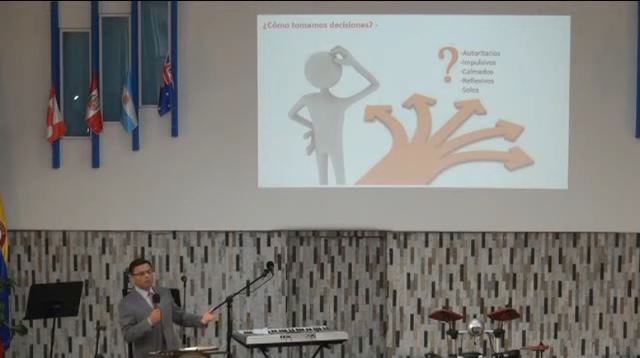 ¿Cómo tomamos decisiones? -
?
-Autoritarios
-Impulsivos
-Calmados
-Reflexivos
-Solos